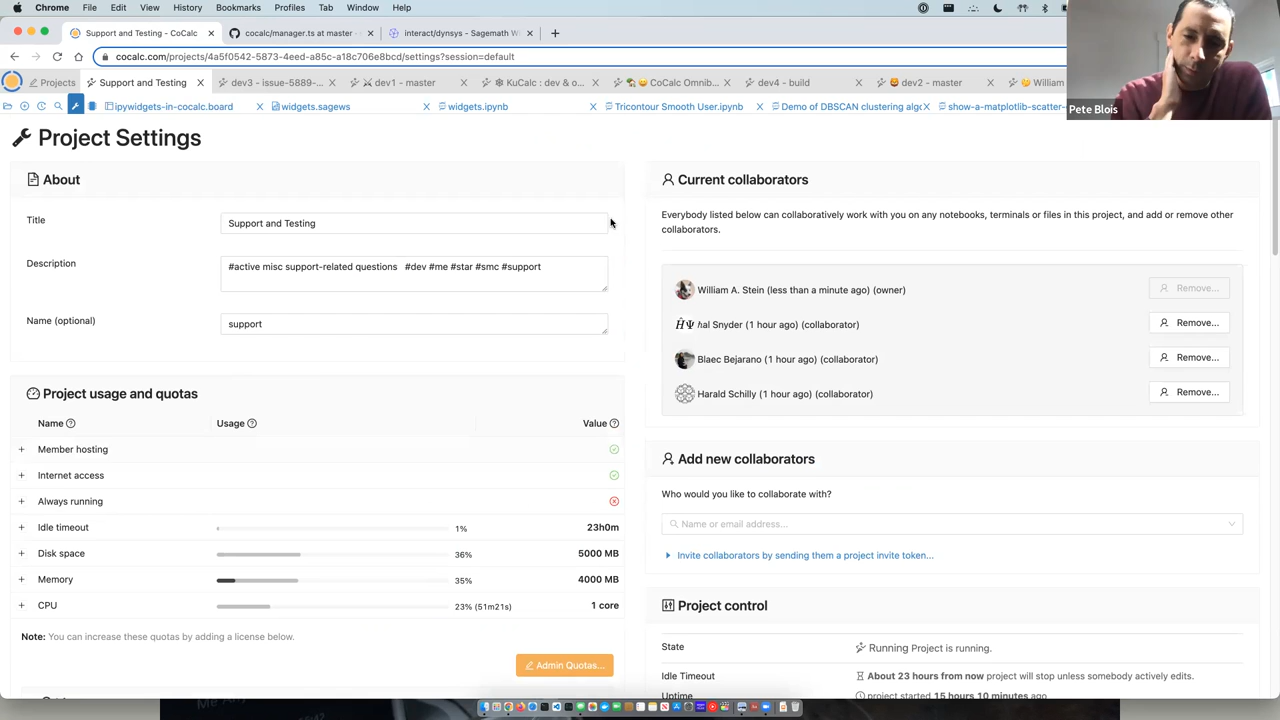 Chrome File Edit View History Bookmarks Profiles Tab Window Help
Support and Testing - CoCalc × cocalc/manager.ts at master · × interact/dynsys - Sagemath Wi × +
cocalc.com/projects/4a5f0542-5873-4eed-a85c-a18c706e8bcd/settings?session=default
Projects Support and Testing × dev3 - issue-5889-... × dev1 - master × KuCalc : dev & o... × CoCalc Omnib... × dev4 - build × dev2 - master × William
ipywidgets-in-cocalc.board × widgets.sagews × widgets.ipynb × Tricontour Smooth User.ipynb × Demo of DBSCAN clustering algo × show-a-matplotlib-scatter-
Pete Blois
Project Settings
About
Title
Support and Testing
Description
#active misc support-related questions #dev #me #star #smc #support
Name (optional)
support
Project usage and quotas
Name Usage Value
+ Member hosting
+ Internet access
+ Always running
+ Idle timeout 1% 23h0m
+ Disk space 36% 5000 MB
+ Memory 35% 4000 MB
+ CPU 23% (51m21s) 1 core
Note: You can increase these quotas by adding a license below.
Admin Quotas...
Current collaborators
Everybody listed below can collaboratively work with you on any notebooks, terminals or files in this project, and add or remove other
collaborators.
William A. Stein (less than a minute ago) (owner) Remove...
ĤΨ hal Snyder (1 hour ago) (collaborator) Remove...
Blaec Bejarano (1 hour ago) (collaborator) Remove...
Harald Schilly (1 hour ago) (collaborator) Remove...
Add new collaborators
Who would you like to collaborate with?
Name or email address...
Invite collaborators by sending them a project invite token...
Project control
State Running Project is running.
Idle Timeout About 23 hours from now project will stop unless somebody actively edits.
Uptime project started 15 hours 10 minutes ago